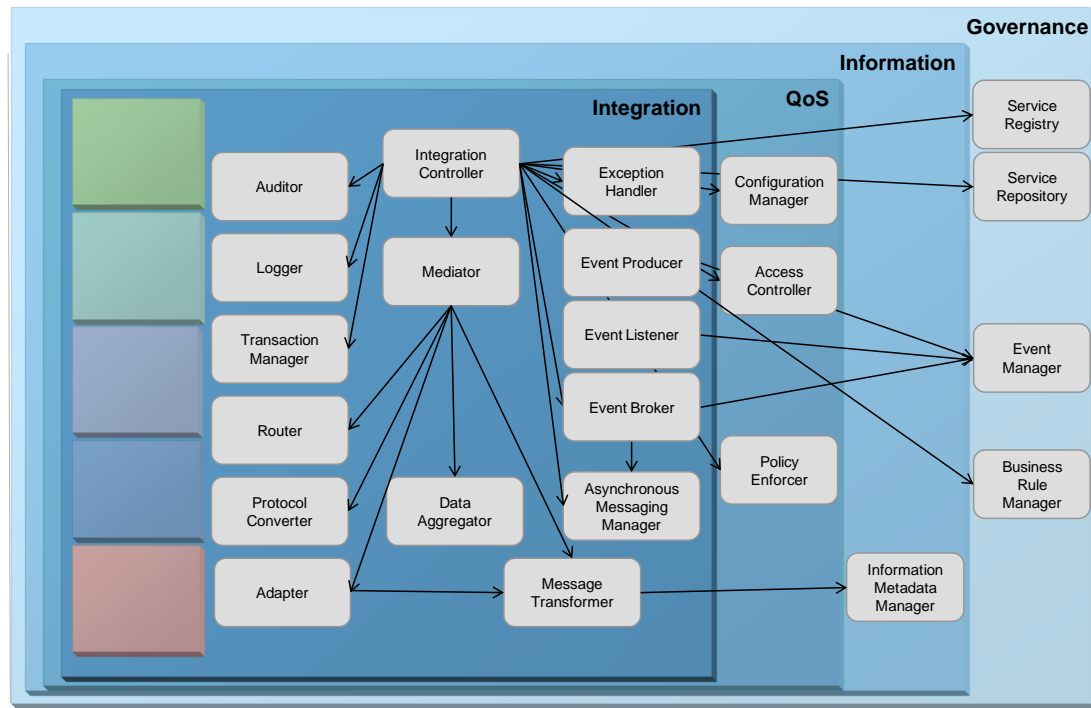 Governance
Information
QoS
Integration
Service
Registry
Integration
Controller
Exception
Handler
Auditor
Configuration
Manager
Service
Repository
Logger
Mediator
Event Producer
Access
Controller
Transaction
Manager
Event Listener
Event
Manager
Router
Event Broker
Policy
Enforcer
Business
Rule
Manager
Protocol
Converter
Data
Aggregator
Asynchronous
Messaging
Manager
Adapter
Message
Transformer
Information
Metadata
Manager